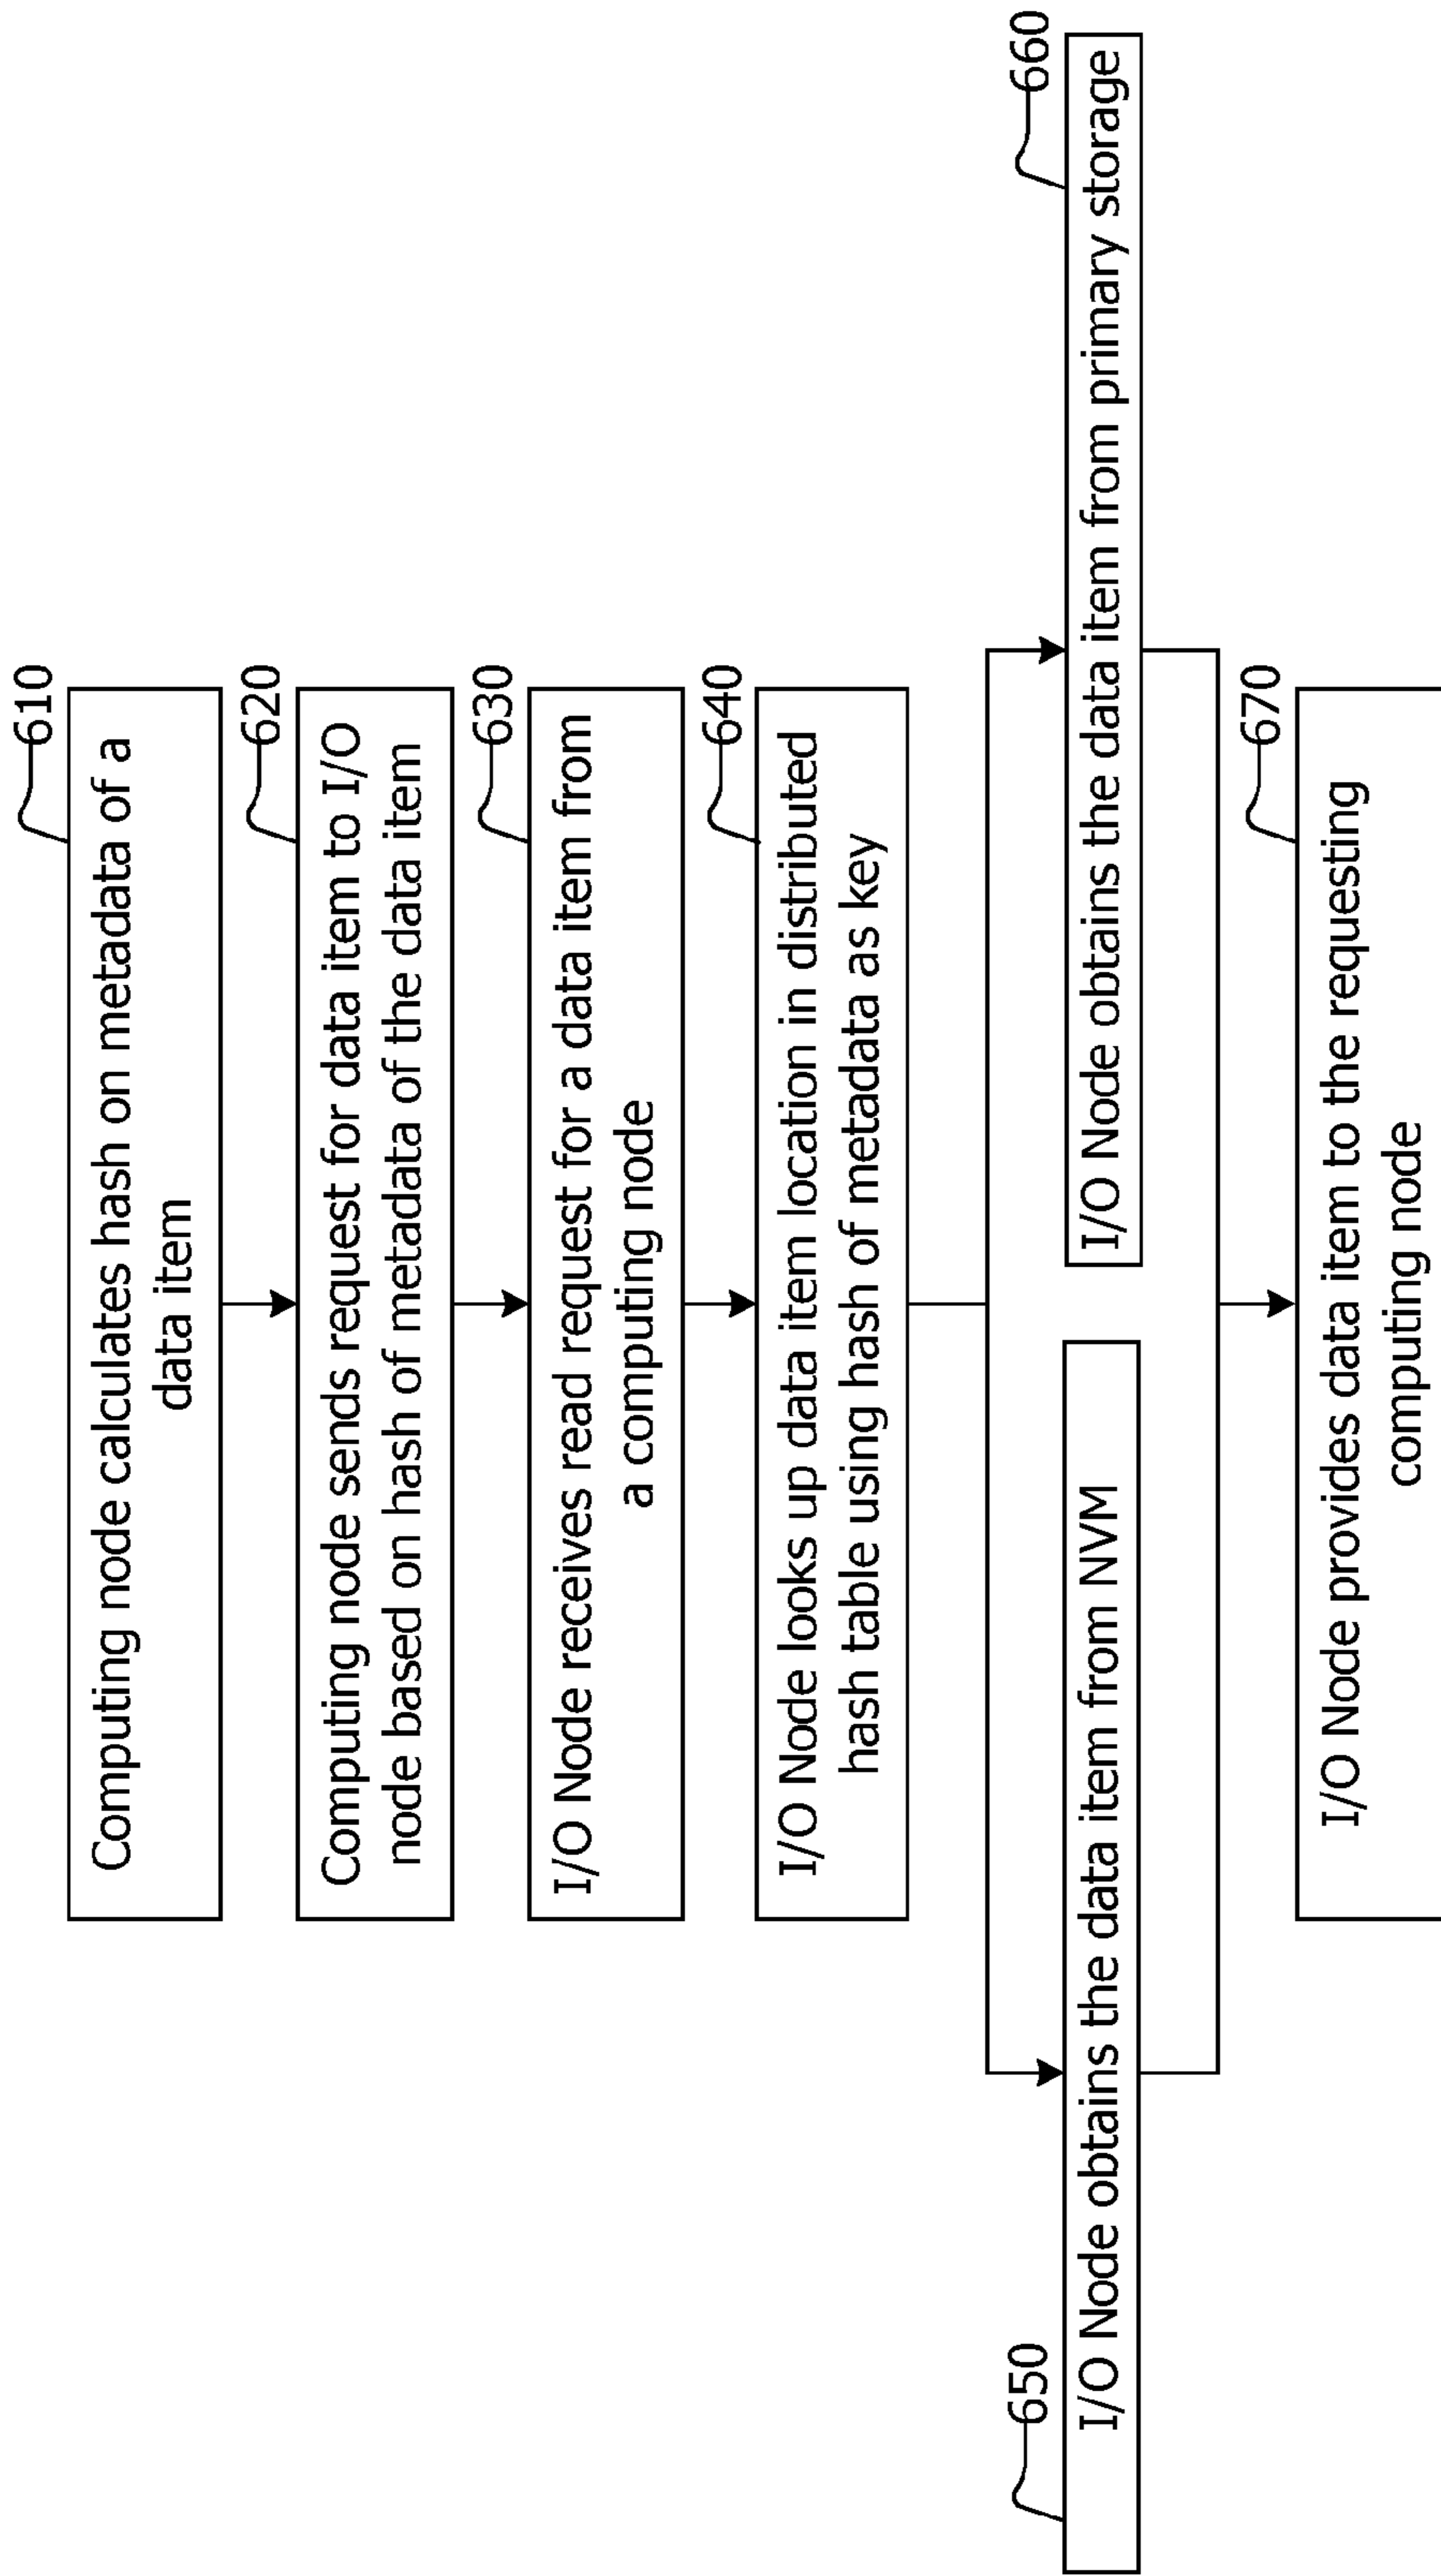 610
Computing node calculates hash on metadata of a
data item
620
Computing node sends request for data item to I/O
node based on hash of metadata of the data item
630
I/O Node receives read request for a data item from
a computing node
640
I/O Node looks up data item location in distributed
hash table using hash of metadata as key
650
I/O Node obtains the data item from NVM
660
I/O Node obtains the data item from primary storage
670
I/O Node provides data item to the requesting
computing node